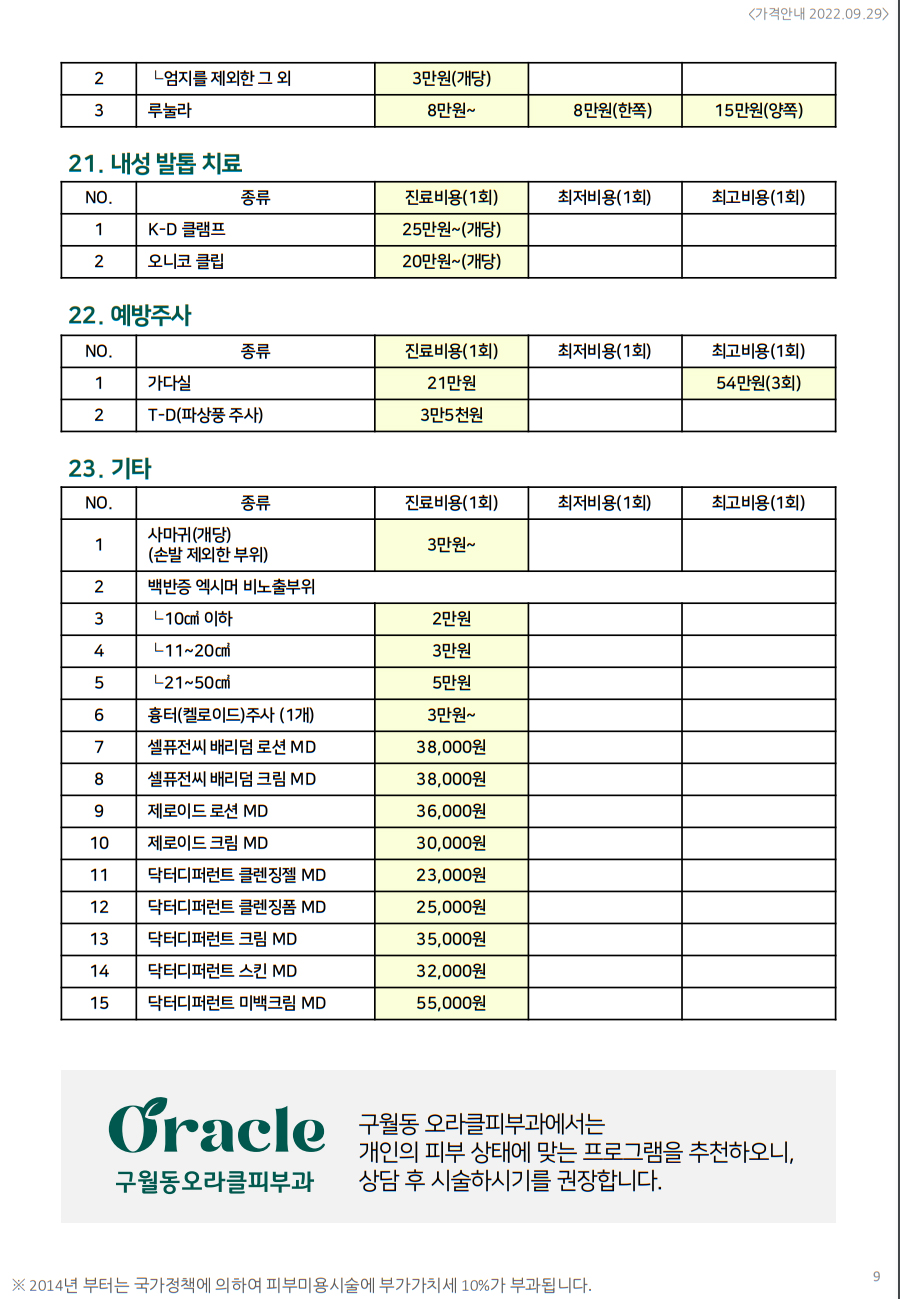 <가격안내 2022.09.29>
2 └엄지를 제외한 그 외 3만원(개당)
3 루눌라 8만원~ 8만원(한쪽) 15만원(양쪽)
21. 내성 발톱 치료
NO. 종류 진료비용(1회) 최저비용(1회) 최고비용(1회)
1 K-D 클램프 25만원~(개당)
2 오니코 클립 20만원~(개당)
22. 예방주사
NO. 종류 진료비용(1회) 최저비용(1회) 최고비용(1회)
1 가다실 21만원 54만원(3회)
2 T-D(파상풍 주사) 3만5천원
23. 기타
NO. 종류 진료비용(1회) 최저비용(1회) 최고비용(1회)
1 사마귀(개당) 3만원~
(손발 제외한 부위)
2 백반증 엑시머 비노출부위
3 └10㎠ 이하 2만원
4 └11~20㎠ 3만원
5 └21~50㎠ 5만원
6 흉터(켈로이드)주사 (1개) 3만원~
7 셀퓨전씨 배리덤 로션 MD 38,000원
8 셀퓨전씨 배리덤 크림 MD 38,000원
9 제로이드 로션 MD 36,000원
10 제로이드 크림 MD 30,000원
11 닥터디퍼런트 클렌징젤 MD 23,000원
12 닥터디퍼런트 클렌징폼 MD 25,000원
13 닥터디퍼런트 크림 MD 35,000원
14 닥터디퍼런트 스킨 MD 32,000원
15 닥터디퍼런트 미백크림 MD 55,000원
Oracle
구월동오라클피부과
구월동 오라클피부과에서는
개인의 피부 상태에 맞는 프로그램을 추천하오니,
상담 후 시술하시기를 권장합니다.
※ 2014년 부터는 국가정책에 의하여 피부미용시술에 부가가치세 10%가 부과됩니다.
9